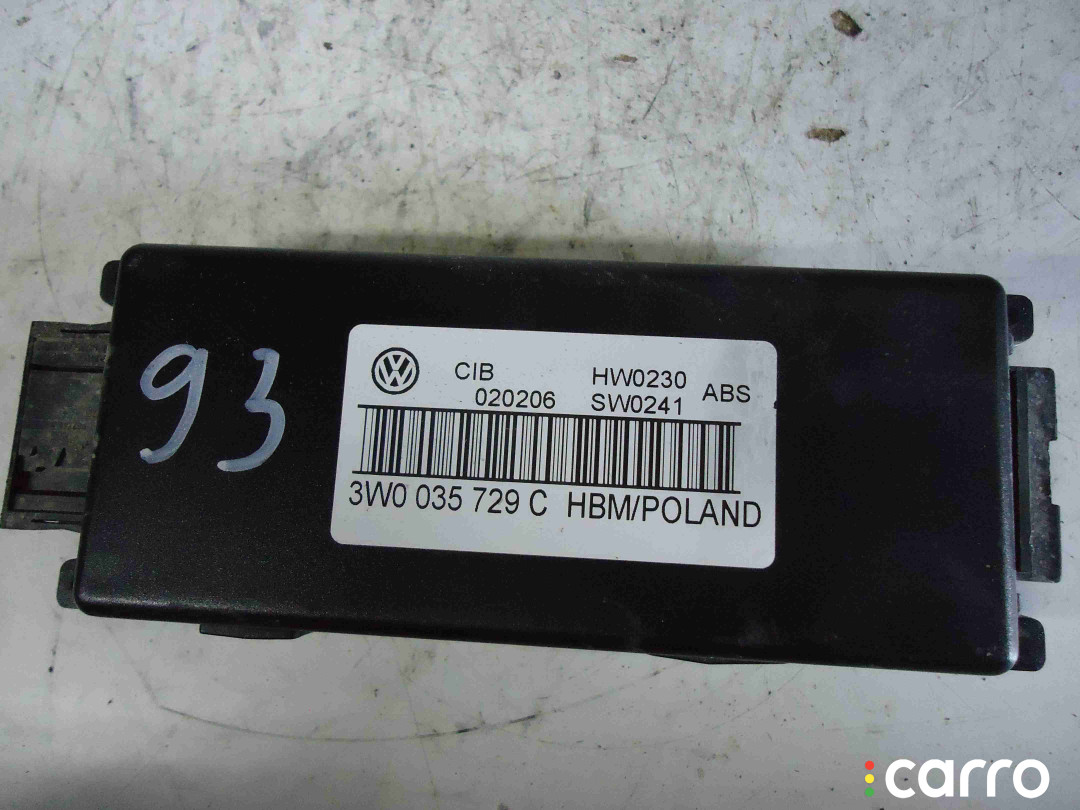 93
CIB HW0230 ABS
020206 SW0241
3W0 035 729 C HBM/POLAND
carro